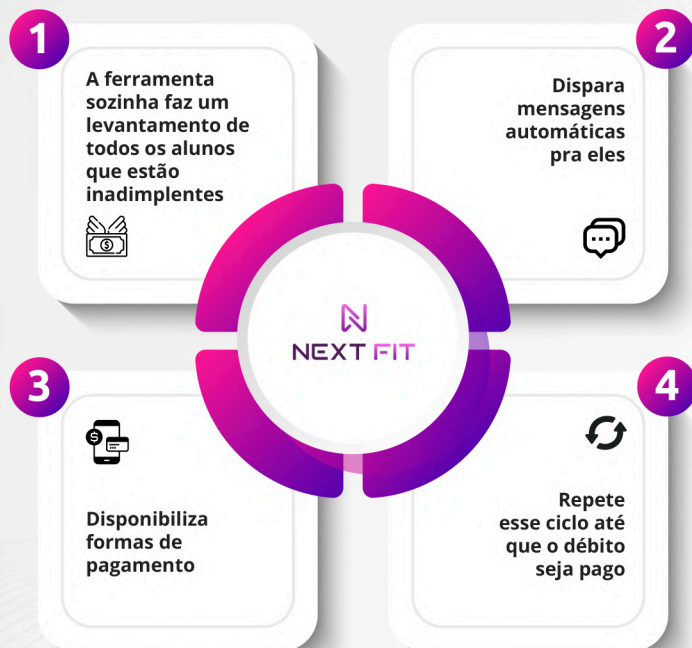 1
A ferramenta
sozinha faz um
levantamento de
todos os alunos
que estão
inadimplentes
2
Dispara
mensagens
automáticas
pra eles
NEXT FIT
3
Disponibiliza
formas de
pagamento
4
Repete
esse ciclo até
que o débito
seja pago